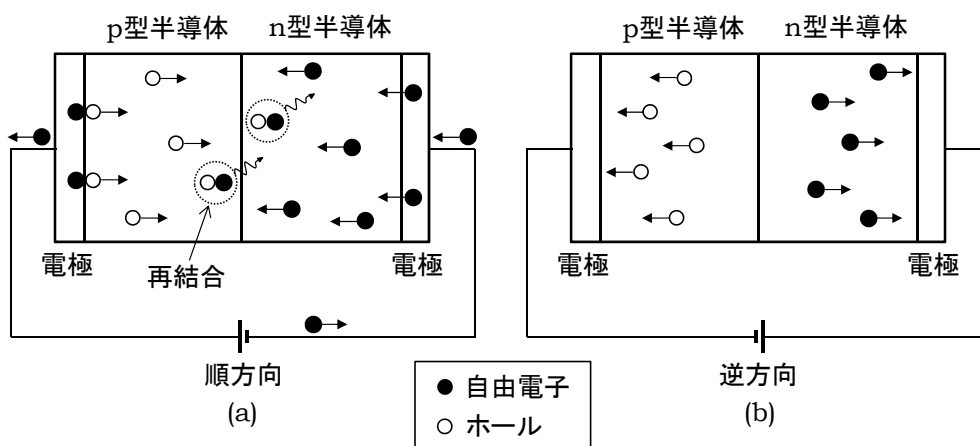 p型半導体 n型半導体
電極
再結合
電極
順方向
(a)
p型半導体 n型半導体
電極
電極
逆方向
(b)
自由電子
ホール